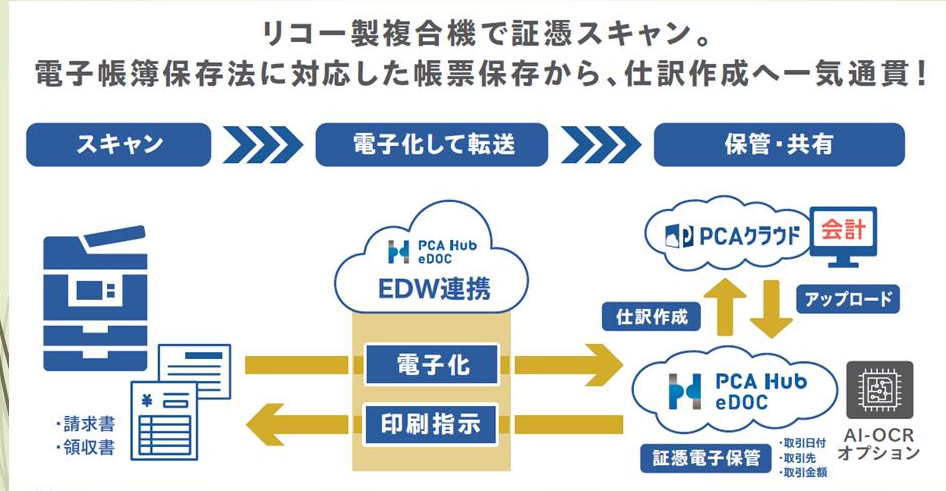 リコー製複合機で証憑スキャン。
電子帳簿保存法に対応した帳票保存から、仕訳作成へ一気通貫!
スキャン
電子化して転送
保管・共有
PCA Hub
eDOC
EDW連携
PCAクラウド
会計
仕訳作成
アップロード
電子化
印刷指示
¥
・請求書
・領収書
PCA Hub
eDOC
証憑電子保管
・取引日付
・取引先
・取引金額
AI-OCR
オプション